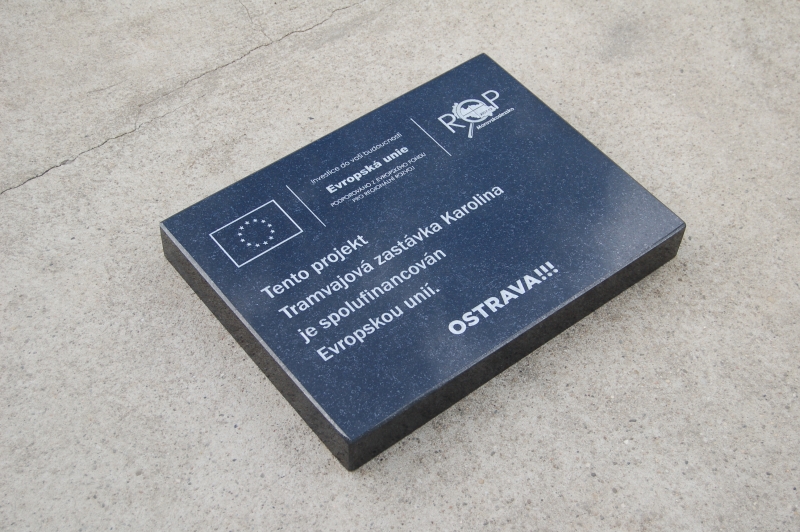 Investice do vaší budoucnosti
Evropská unie
PODPOROVÁNO Z EVROPSKÉHO FONDU
PRO REGIONÁLNÍ ROZVOJ
ROP
Moravskoslezsko
Tento projekt
Tramvajová zastávka Karolina
je spolufinancován
Evropskou unií.
OSTRAVA!!!